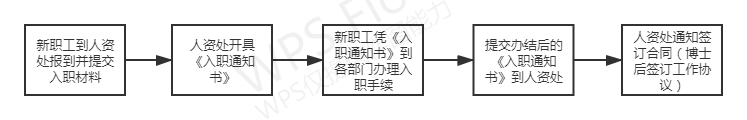 新职工到人资
处报到并提交
入职材料
人资处开具
《入职通知
书》
新职工凭《入
职通知书》到
各部门办理入
职手续
提交办结后的
《入职通知
书》到人资处
人资处通知签
订合同（博士
后签订工作协
议）